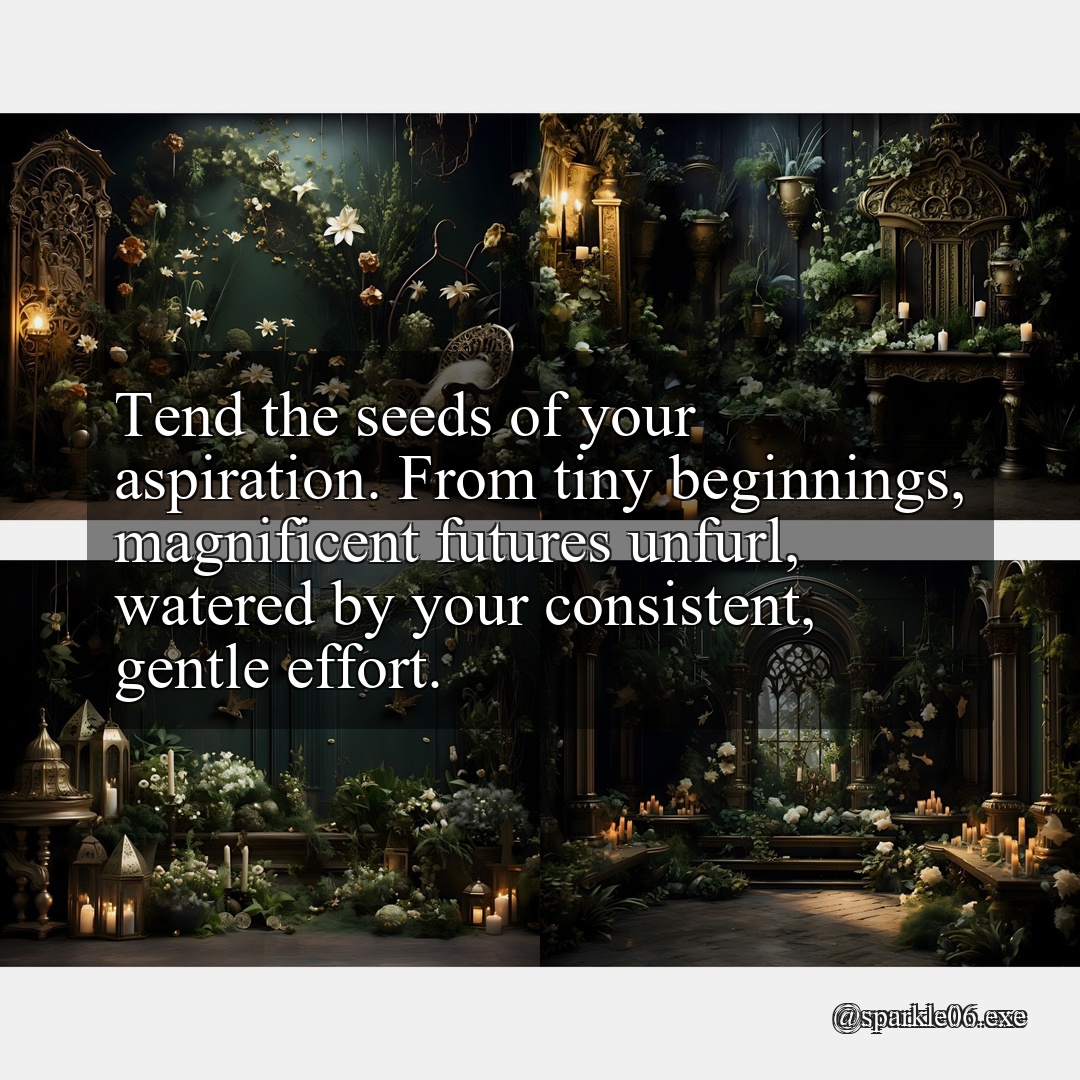 Tend the seeds of your
aspiration. From tiny beginnings,
magnificent futures unfurl,
watered by your consistent,
gentle effort.
@sparkle06.exe